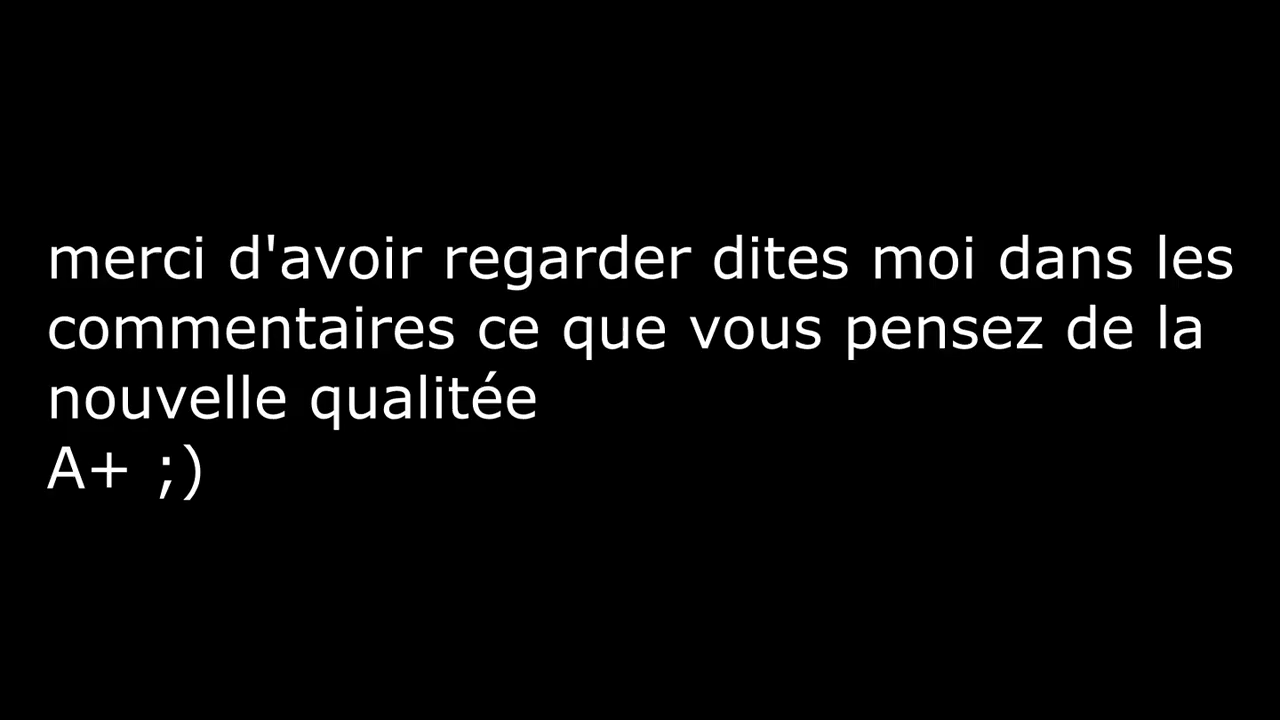 merci d'avoir regarder dites moi dans les
commentaires ce que vous pensez de la
nouvelle qualitée
A+ ;)